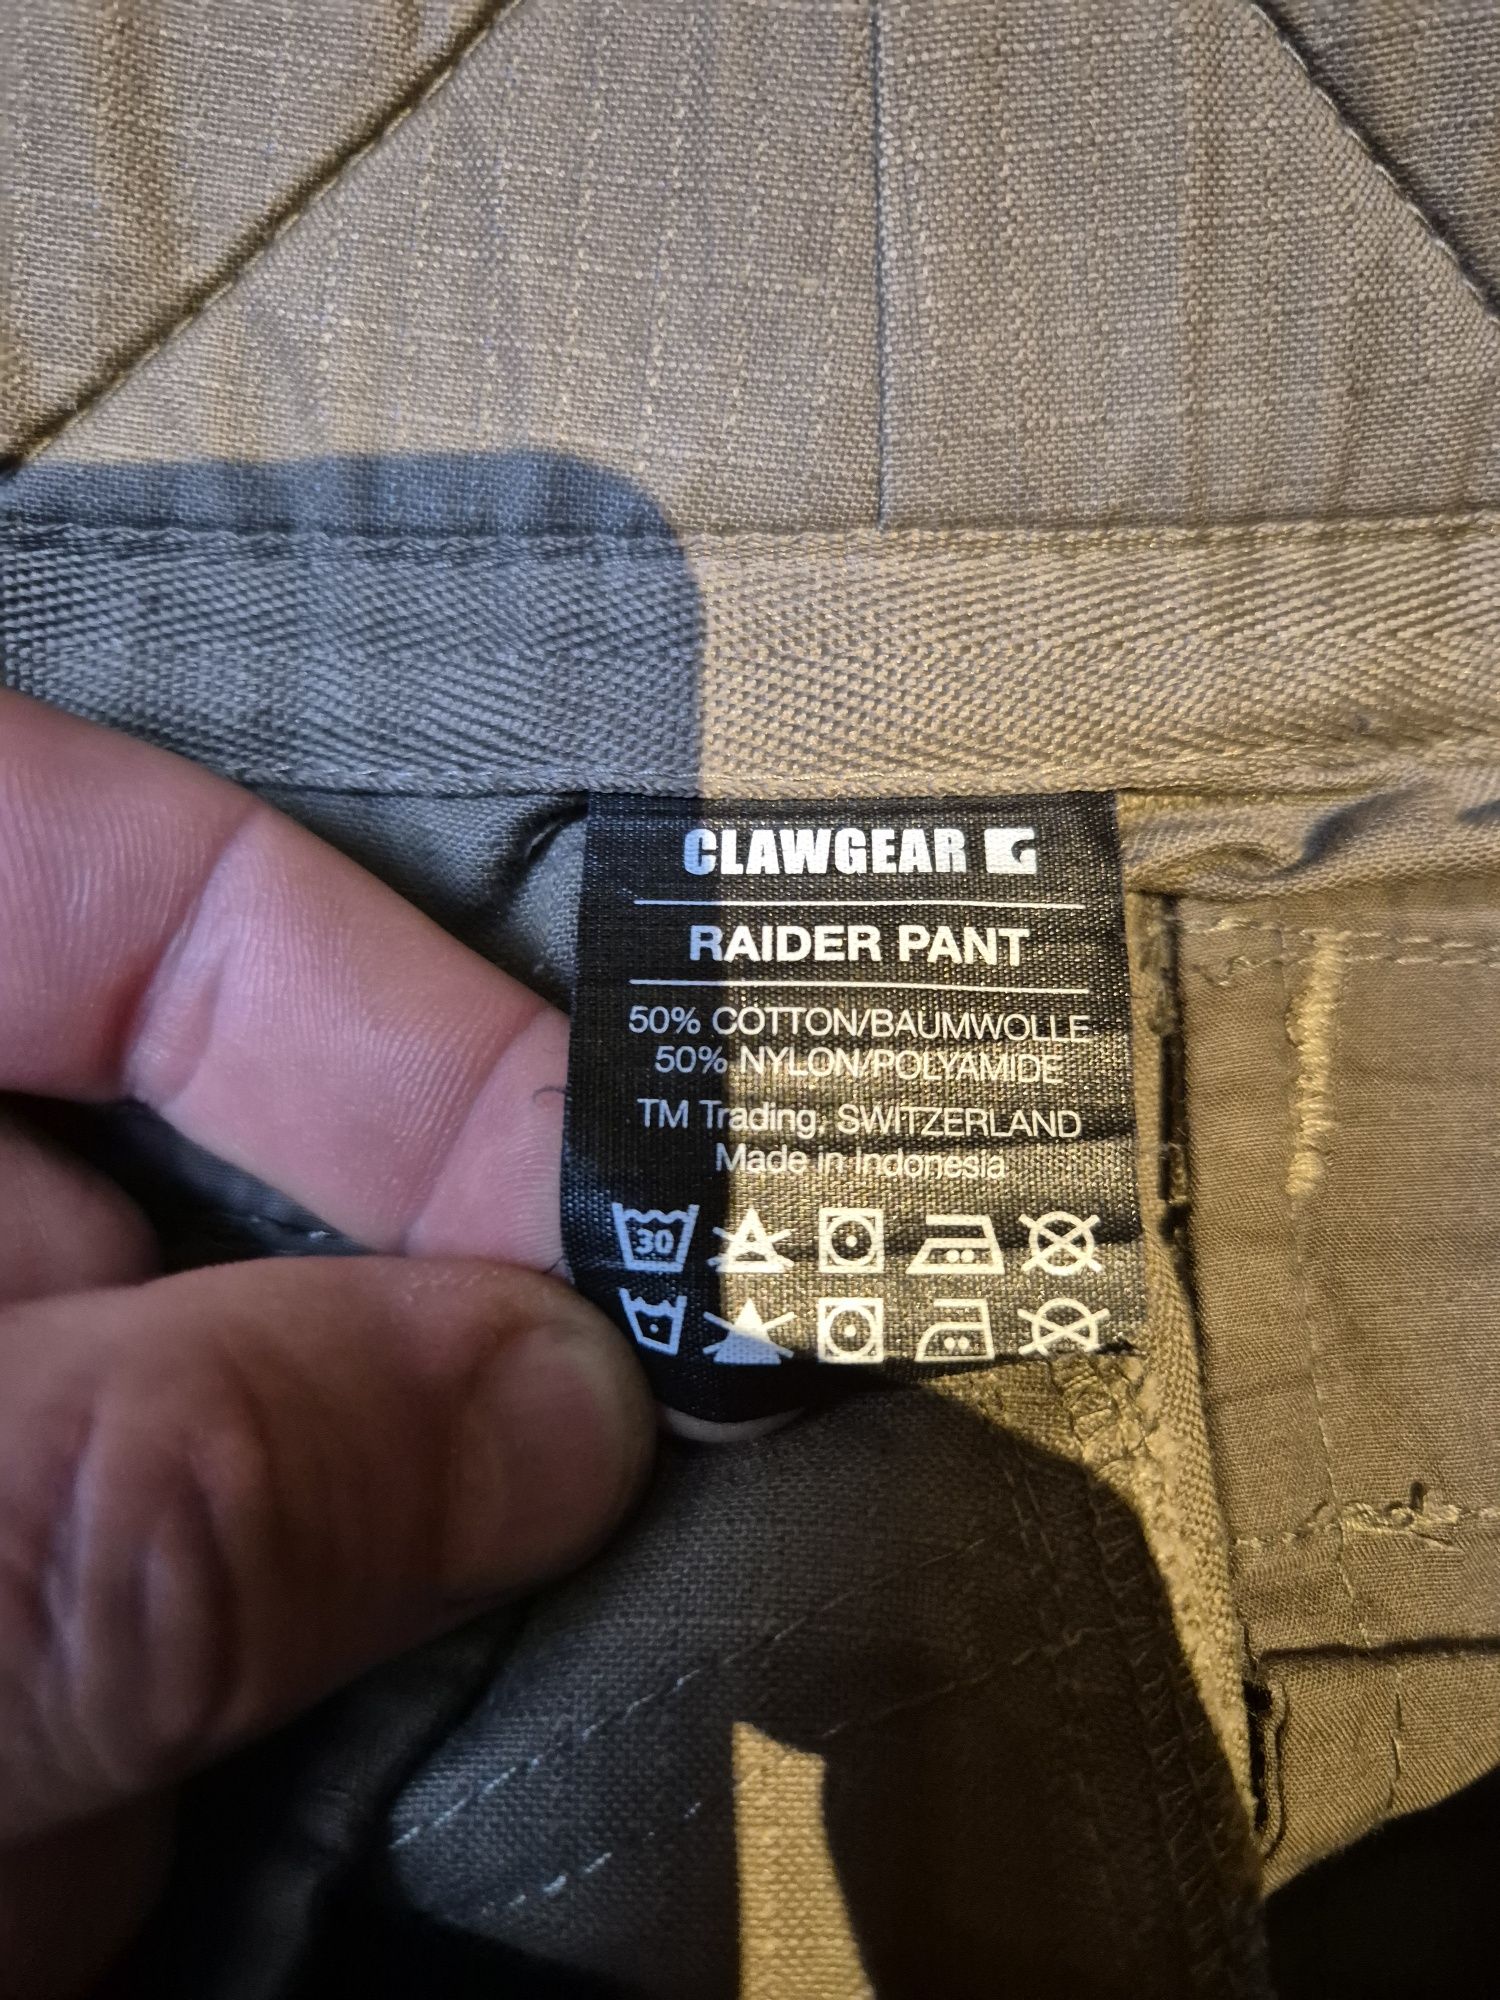 CLAWGEAR
RAIDER PANT
50% COTTON/BAUMWOLLE
50% NYLON/POLYAMIDE
TM Trading, SWITZERLAND
Made in Indonesia
30